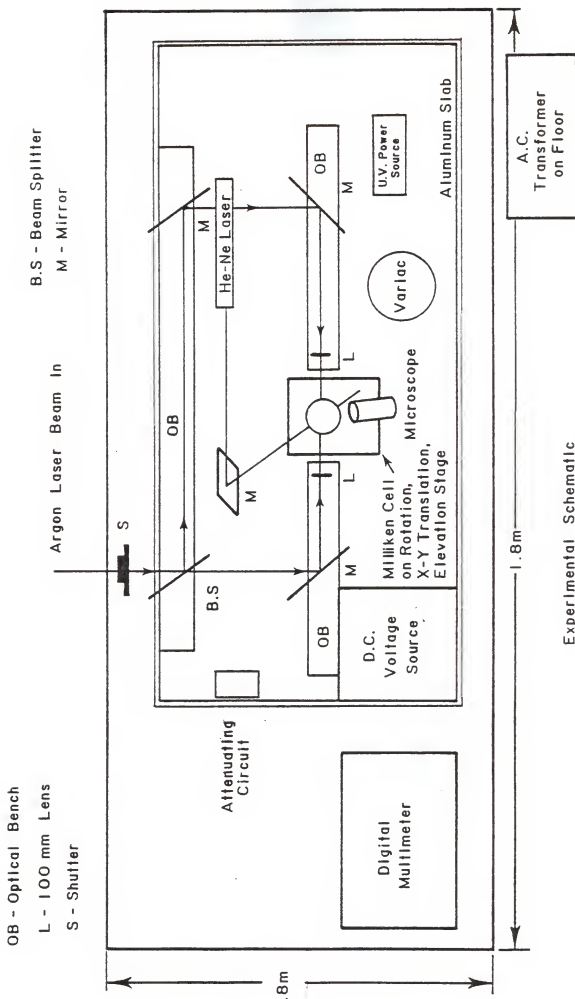 OB - Optical Bench
L - 100 mm Lens
S - Shutter
Argon Laser Beam In
B.S - Beam Splitter
M - Mirror
S
OB
B.S
M
He-Ne Laser
M
Attenuating
Circuit
OB
M
L
L
OB
M
Milliken Cell
on Rotation,
X-Y Translation,
Elevation Stage
Microscope
Variac
U.V. Power
Source
D.C.
Voltage
Source
Aluminum Slab
Digital
Multimeter
A.C.
Transformer
on Floor
.8m
1.8m
Experimental Schematic